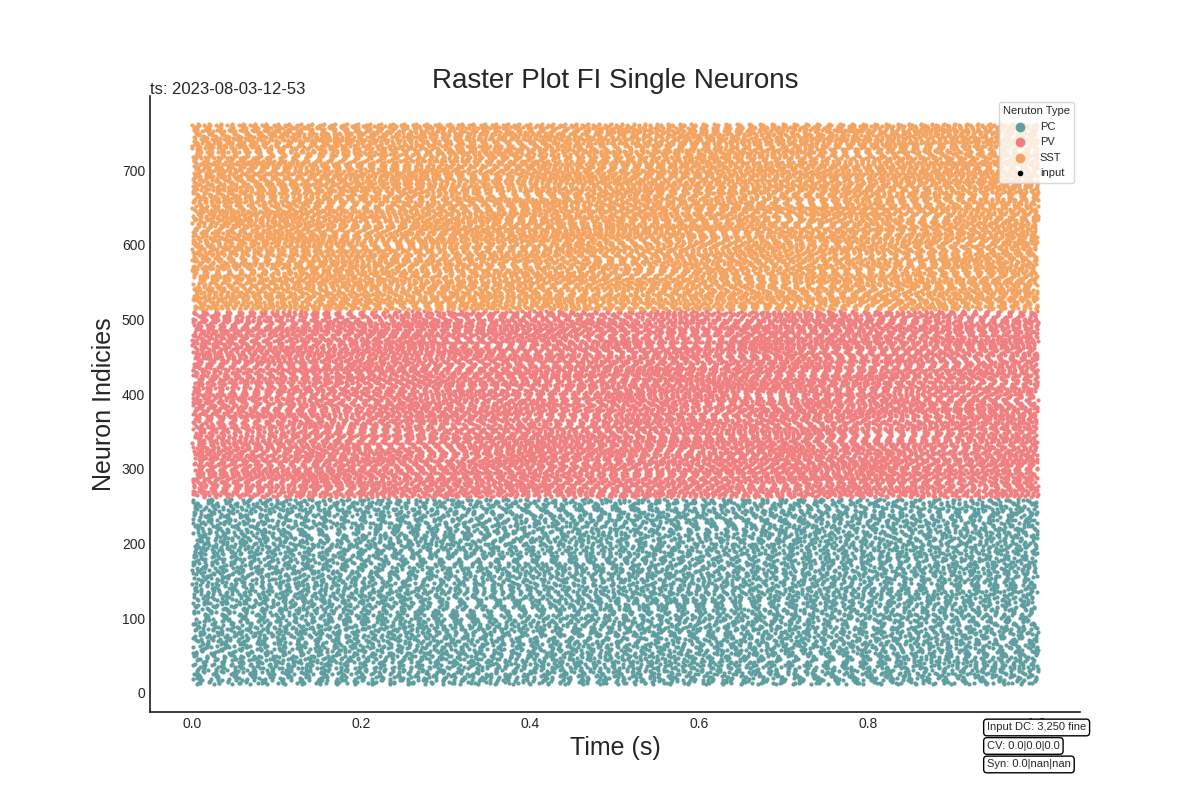 Raster Plot FI Single Neurons
ts: 2023-08-03-12-53
Neruton Type
PC
PV
SST
input
Neuron Indicies
700
600
500
400
300
200
100
0
0.0
0.2
0.4
0.6
0.8
Time (s)
Input DC: 3,250 fine
CV: 0.0|0.0|0.0
Syn: 0.0|nan|nan